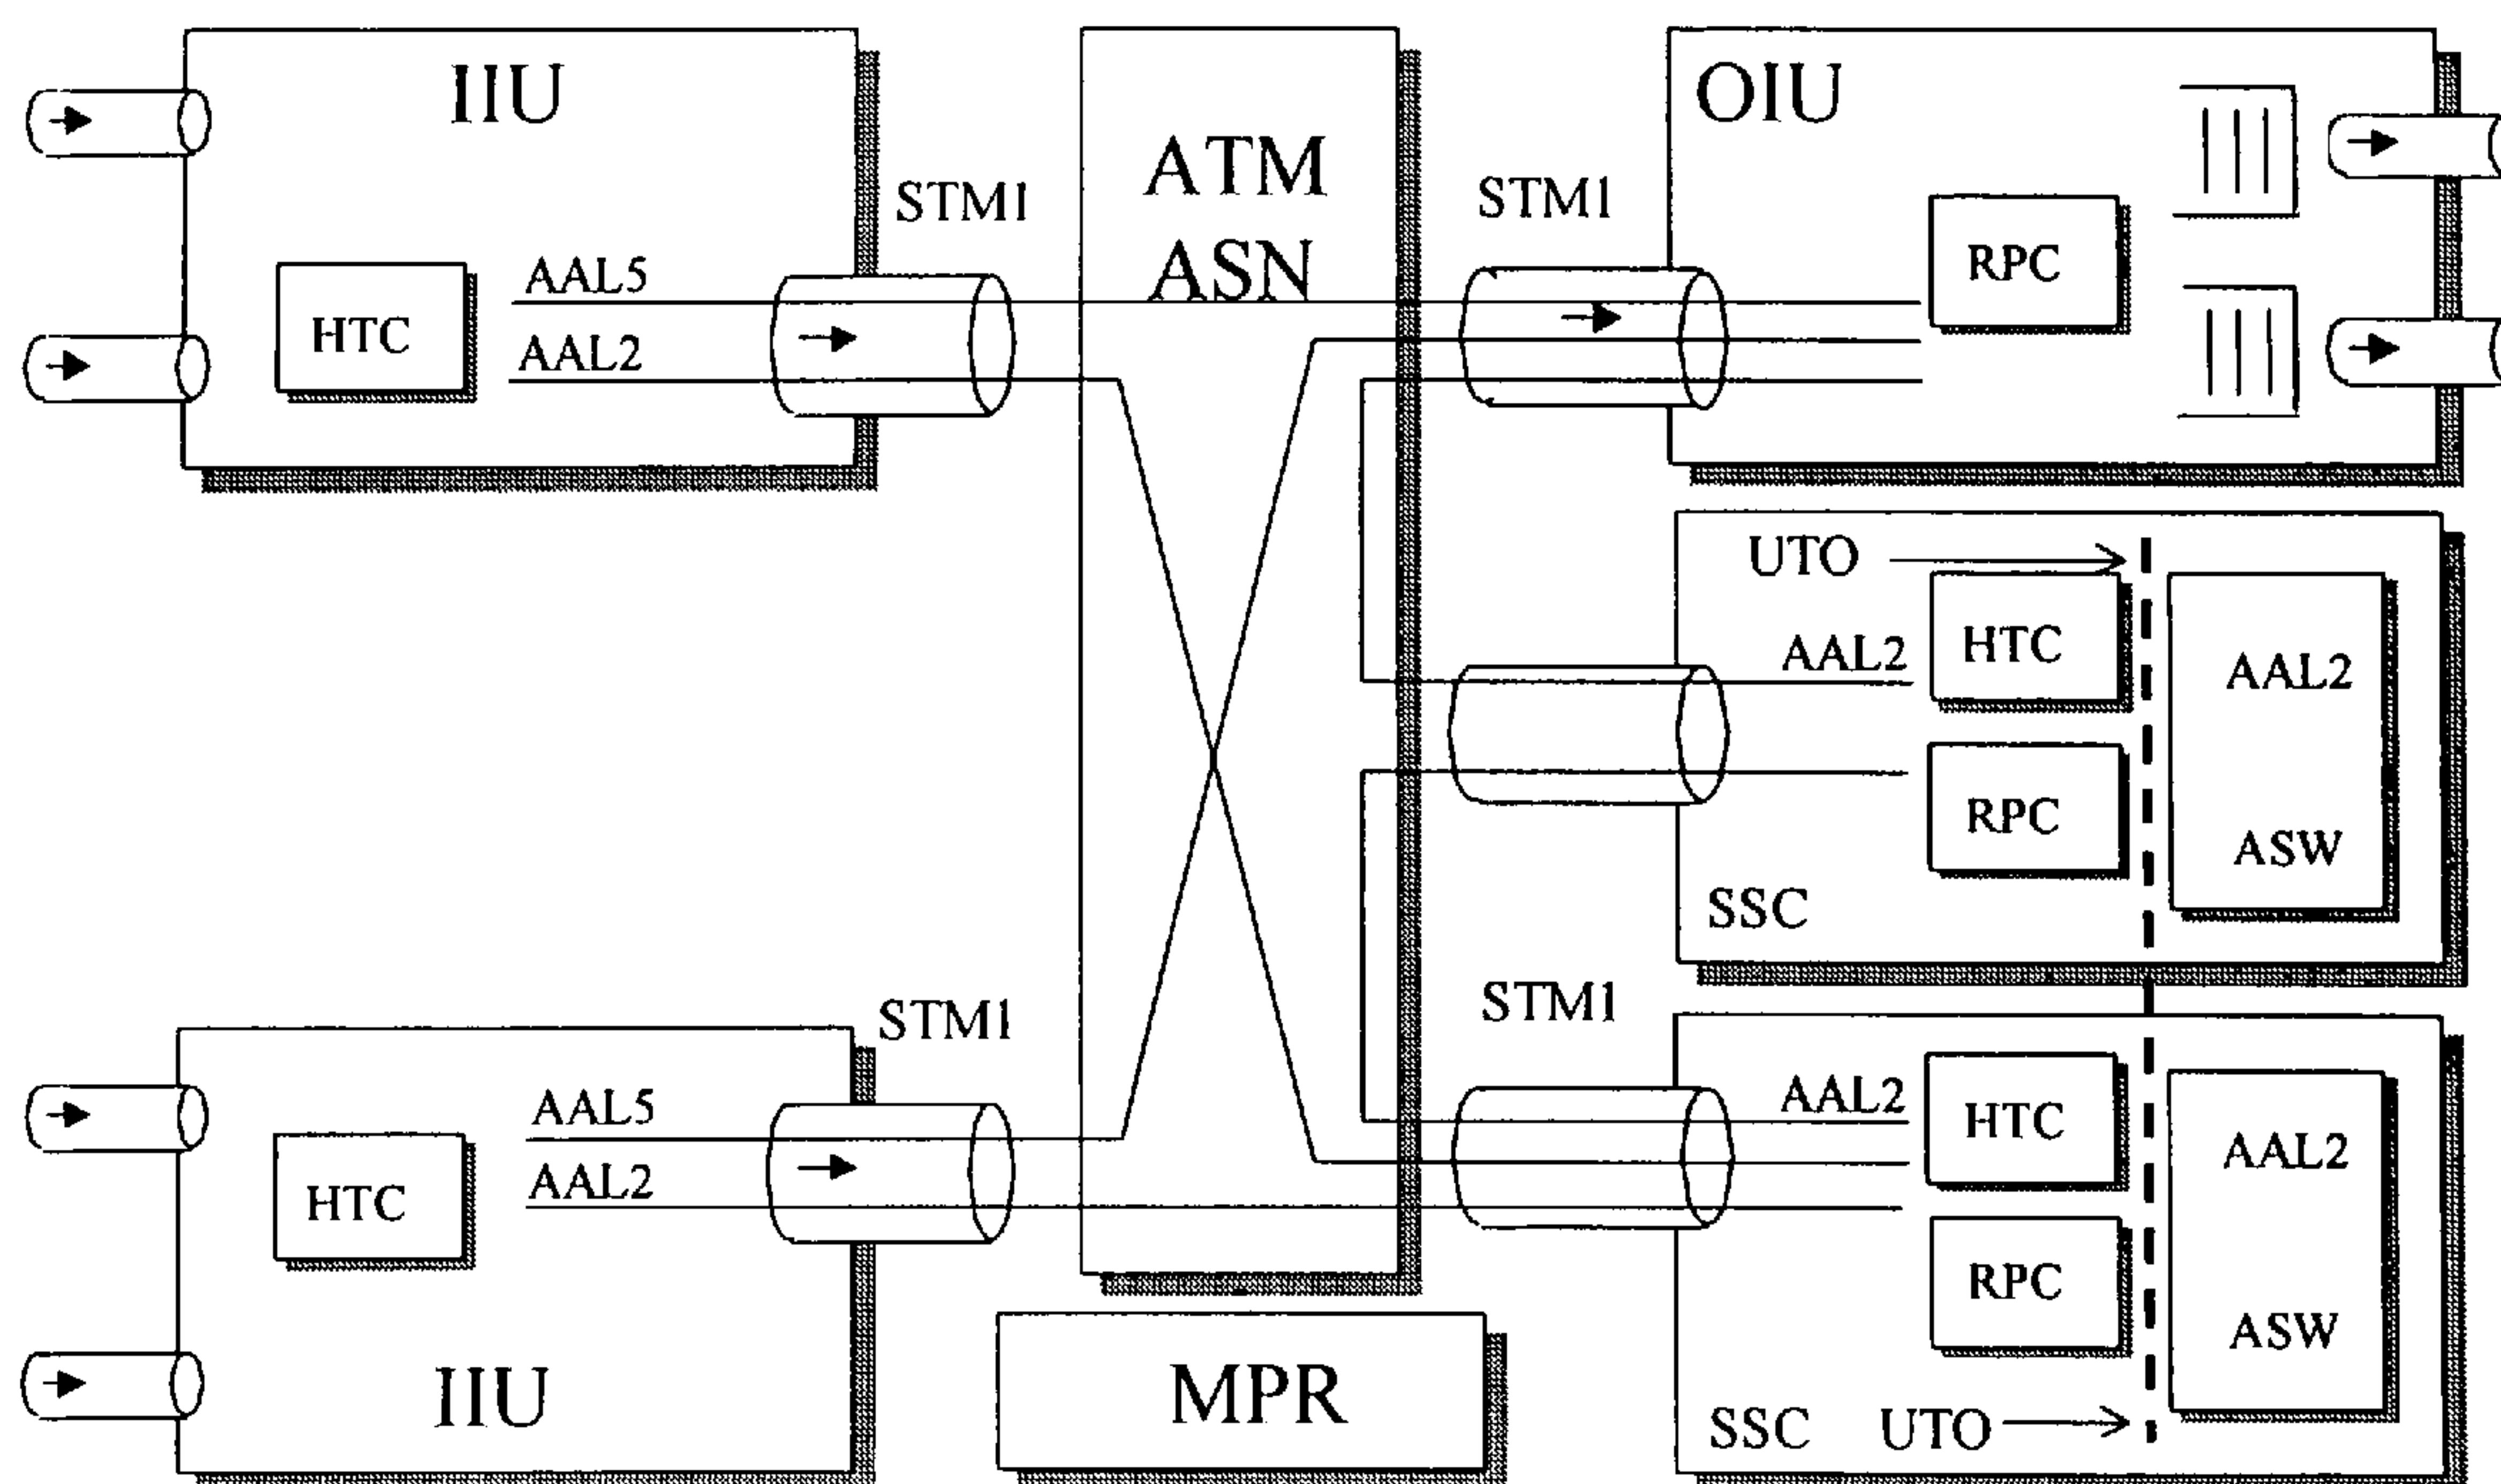 IIU
STM1
AAL5
HTC
AAL2
ATM
ASN
STM1
OIU
RPC
UTO
HTC
AAL2
RPC
SSC
AAL2
ASW
IIU
STM1
AAL5
HTC
AAL2
MPR
STM1
AAL2
HTC
RPC
SSC
UTO
AAL2
ASW